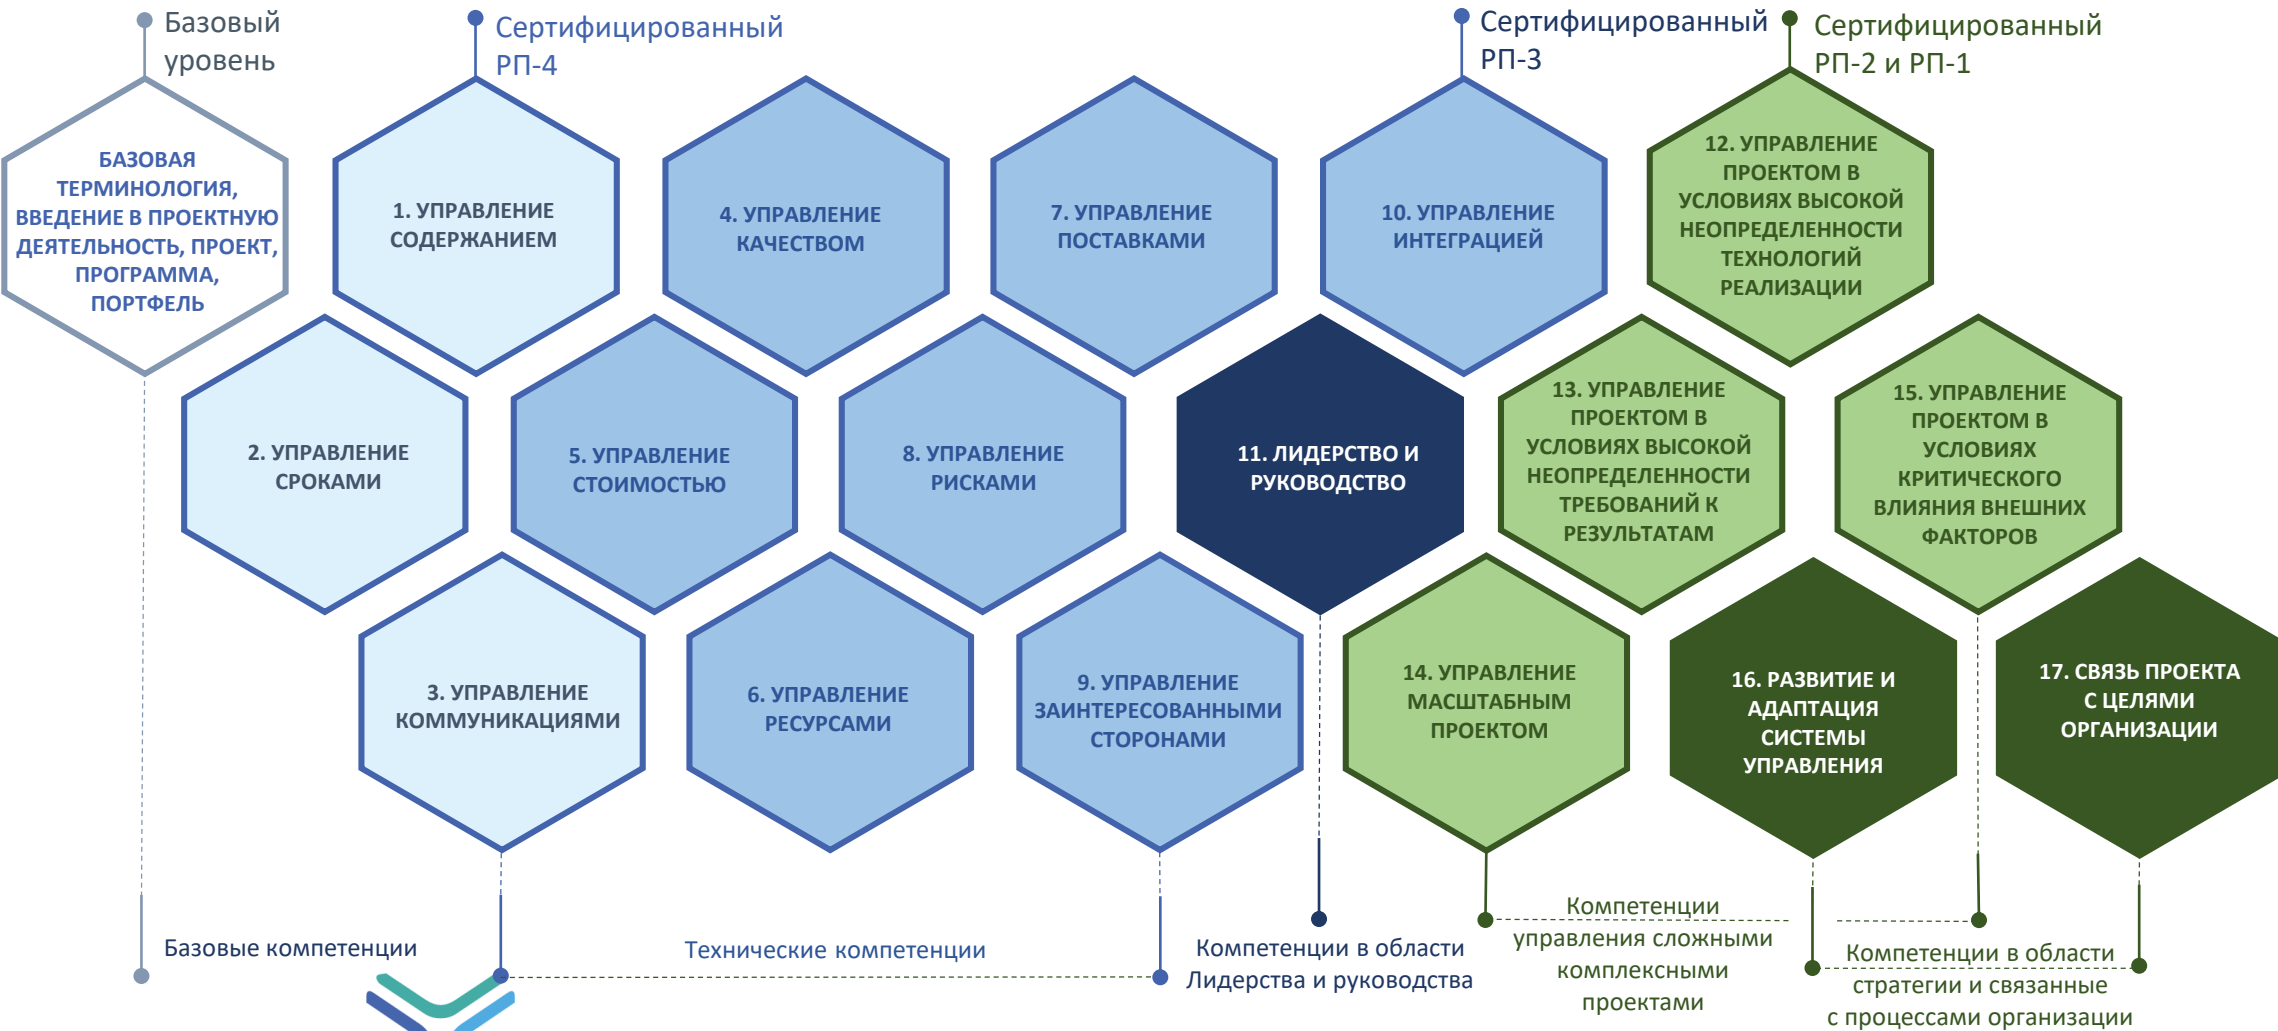 Базовый
уровень
Сертифицированный
РП-4
Сертифицированный
РП-3
Сертифицированный
РП-2 и РП-1
БАЗОВАЯ
ТЕРМИНОЛОГИЯ,
ВВЕДЕНИЕ В ПРОЕКТНУЮ
ДЕЯТЕЛЬНОСТЬ, ПРОЕКТ,
ПРОГРАММА,
ПОРТФЕЛЬ
1. УПРАВЛЕНИЕ
СОДЕРЖАНИЕМ
4. УПРАВЛЕНИЕ
КАЧЕСТВОМ
7. УПРАВЛЕНИЕ
ПОСТАВКАМИ
10. УПРАВЛЕНИЕ
ИНТЕГРАЦИЕЙ
12. УПРАВЛЕНИЕ
ПРОЕКТОМ В
УСЛОВИЯХ ВЫСОКОЙ
НЕОПРЕДЕЛЕННОСТИ
ТЕХНОЛОГИЙ
РЕАЛИЗАЦИИ
2. УПРАВЛЕНИЕ
СРОКАМИ
5. УПРАВЛЕНИЕ
СТОИМОСТЬЮ
8. УПРАВЛЕНИЕ
РИСКАМИ
11. ЛИДЕРСТВО И
РУКОВОДСТВО
13. УПРАВЛЕНИЕ
ПРОЕКТОМ В
УСЛОВИЯХ ВЫСОКОЙ
НЕОПРЕДЕЛЕННОСТИ
ТРЕБОВАНИЙ К
РЕЗУЛЬТАТАМ
15. УПРАВЛЕНИЕ
ПРОЕКТОМ В
УСЛОВИЯХ
КРИТИЧЕСКОГО
ВЛИЯНИЯ ВНЕШНИХ
ФАКТОРОВ
3. УПРАВЛЕНИЕ
КОММУНИКАЦИЯМИ
6. УПРАВЛЕНИЕ
РЕСУРСАМИ
9. УПРАВЛЕНИЕ
ЗАИНТЕРЕСОВАННЫМИ
СТОРОНАМИ
14. УПРАВЛЕНИЕ
МАСШТАБНЫМ
ПРОЕКТОМ
16. РАЗВИТИЕ И
АДАПТАЦИЯ
СИСТЕМЫ
УПРАВЛЕНИЯ
17. СВЯЗЬ ПРОЕКТА
С ЦЕЛЯМИ
ОРГАНИЗАЦИИ
Базовые компетенции
Технические компетенции
Компетенции в области
Лидерства и руководства
Компетенции
управления сложными
комплексными
проектами
Компетенции в области
стратегии и связанные
с процессами организации